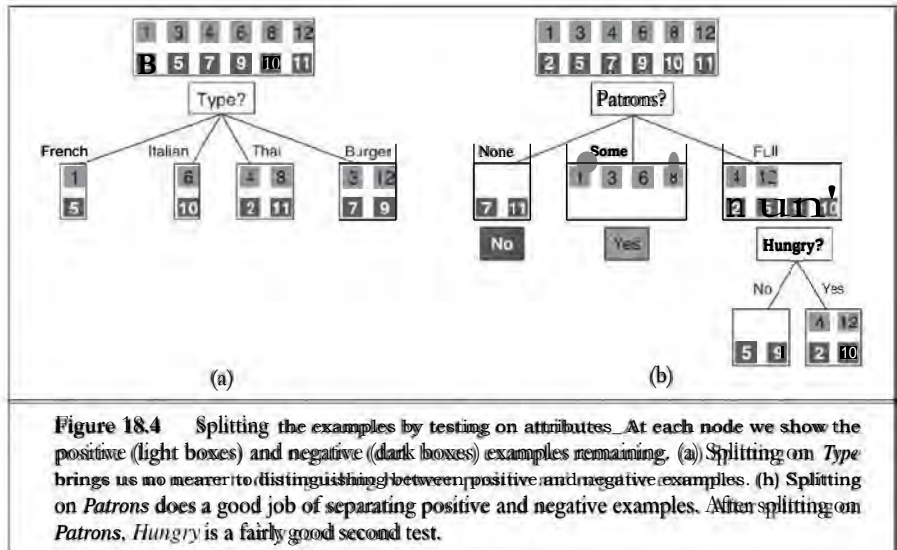 1 3 4 6 8 12
B 5 7 9 10 11
Type?
French Italian Thai Burger
1 6 4 8 3 12
5 10 2 11 7 9
(a)
1 3 4 6 8 12
2 5 7 9 10 11
Patrons?
None Some Full
1 3 6 8 4 12
7 11 10
No Yes Hungry?
No Yes
4 12
5 9 2 10
(b)
Figure 18.4 Splitting the examples by testing on attributes. At each node we show the
positive (light boxes) and negative (dark boxes) examples remaining. (a) Splitting on Type
brings us no nearer to distinguishing between positive and negative examples. (h) Splitting
on Patrons does a good job of separating positive and negative examples. After splitting on
Patrons, Hungry is a fairly good second test.